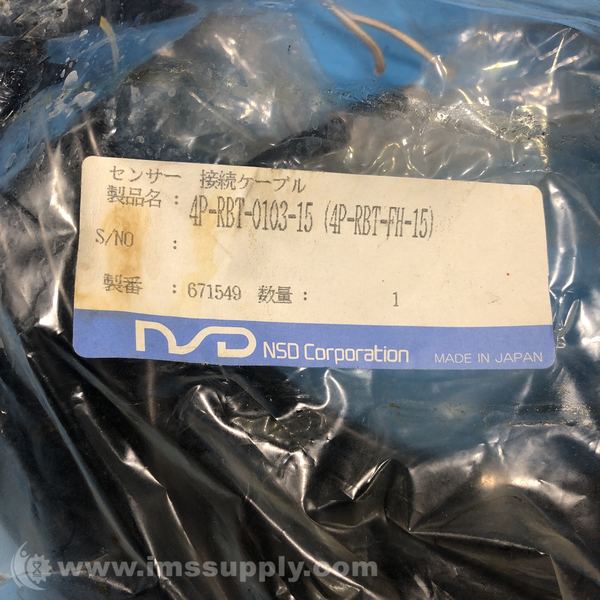 センサー 接続ケーブル
製品名 : 4P-RBT-0103-15 (4P-RBT-FH-15)
S/NO :
製番 : 671549 数量 : 1
NSD NSD Corporation MADE IN JAPAN
www.imssupply.com